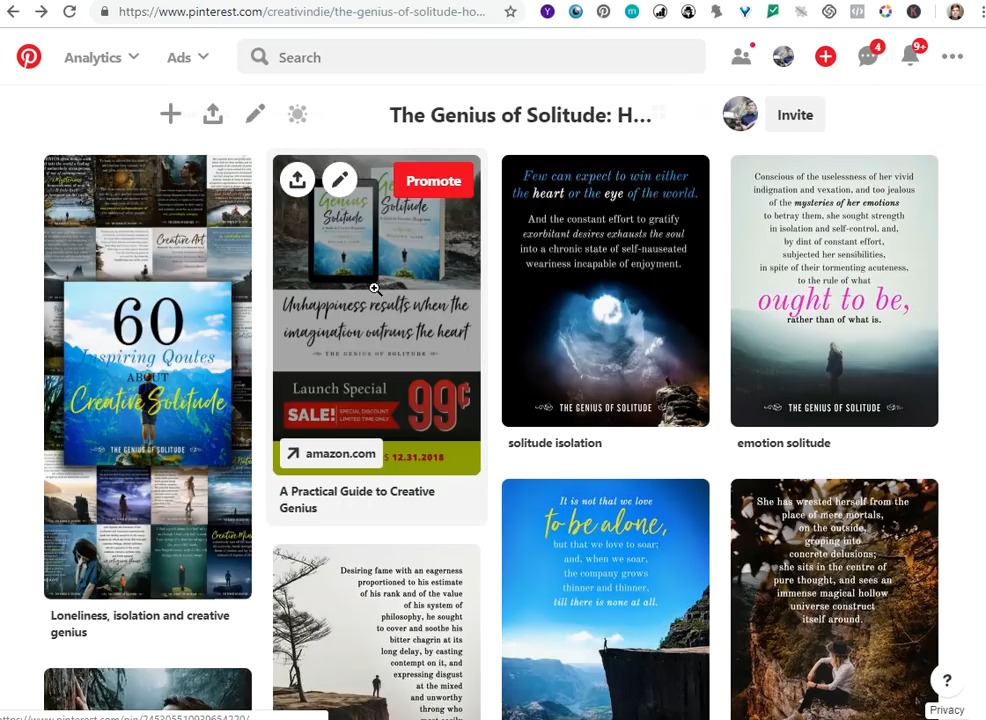 https://www.pinterest.com/creativindie/the-genius-of-solitude-ho...
Analytics
Ads
Search
4
9+
The Genius of Solitude: H...
Invite
60
Inspiring Qoutes
ABOUT
Creative Solitude
THE GENIUS OF SOLITUDE
Creative Art
Loneliness, isolation and creative
genius
Promote
Genius
Solitude
Solitude
Unhappiness results when the
imagination outruns the heart
THE GENIUS OF SOLITUDE
Launch Special
SALE! SPECIAL DISCOUNT
LIMITED TIME ONLY
99¢
amazon.com
S 12.31.2018
A Practical Guide to Creative
Genius
Few can expect to win either
the heart or the eye of the world.
And the constant effort to gratify
exorbitant desires exhausts the soul
into a chronic state of self-nauseated
weariness incapable of enjoyment.
THE GENIUS OF SOLITUDE
solitude isolation
Conscious of the uselessness of her vivid
indignation and vexation, and too jealous
of the mysteries of her emotions
to betray them, she sought strength
in isolation and self-control, and,
by dint of constant effort,
subjected her sensibilities,
in spite of their tormenting acuteness,
to the rule of what
ought to be,
rather than of what is.
THE GENIUS OF SOLITUDE
emotion solitude
Desiring fame with an eagerness
proportioned to his estimate
of his rank and of the value
of his system of
philosophy, he sought
to cover and soothe his
bitter chagrin at its
long delay, by casting
contempt on it, and
expressing disgust
at the mixed
and unworthy
throng who
most easily
It is not that we love
to be alone,
but that we love to soar;
and, when we soar,
the company grows
thinner and thinner,
till there is none at all.
She has wrested herself from the
place of mere mortals,
on the outside,
groping into
concrete delusions;
she sits in the centre of
pure thought, and sees an
immense magical hollow
universe construct
itself around.
?
Privacy
https://www.pinterest.com/pin/245305510939654220/